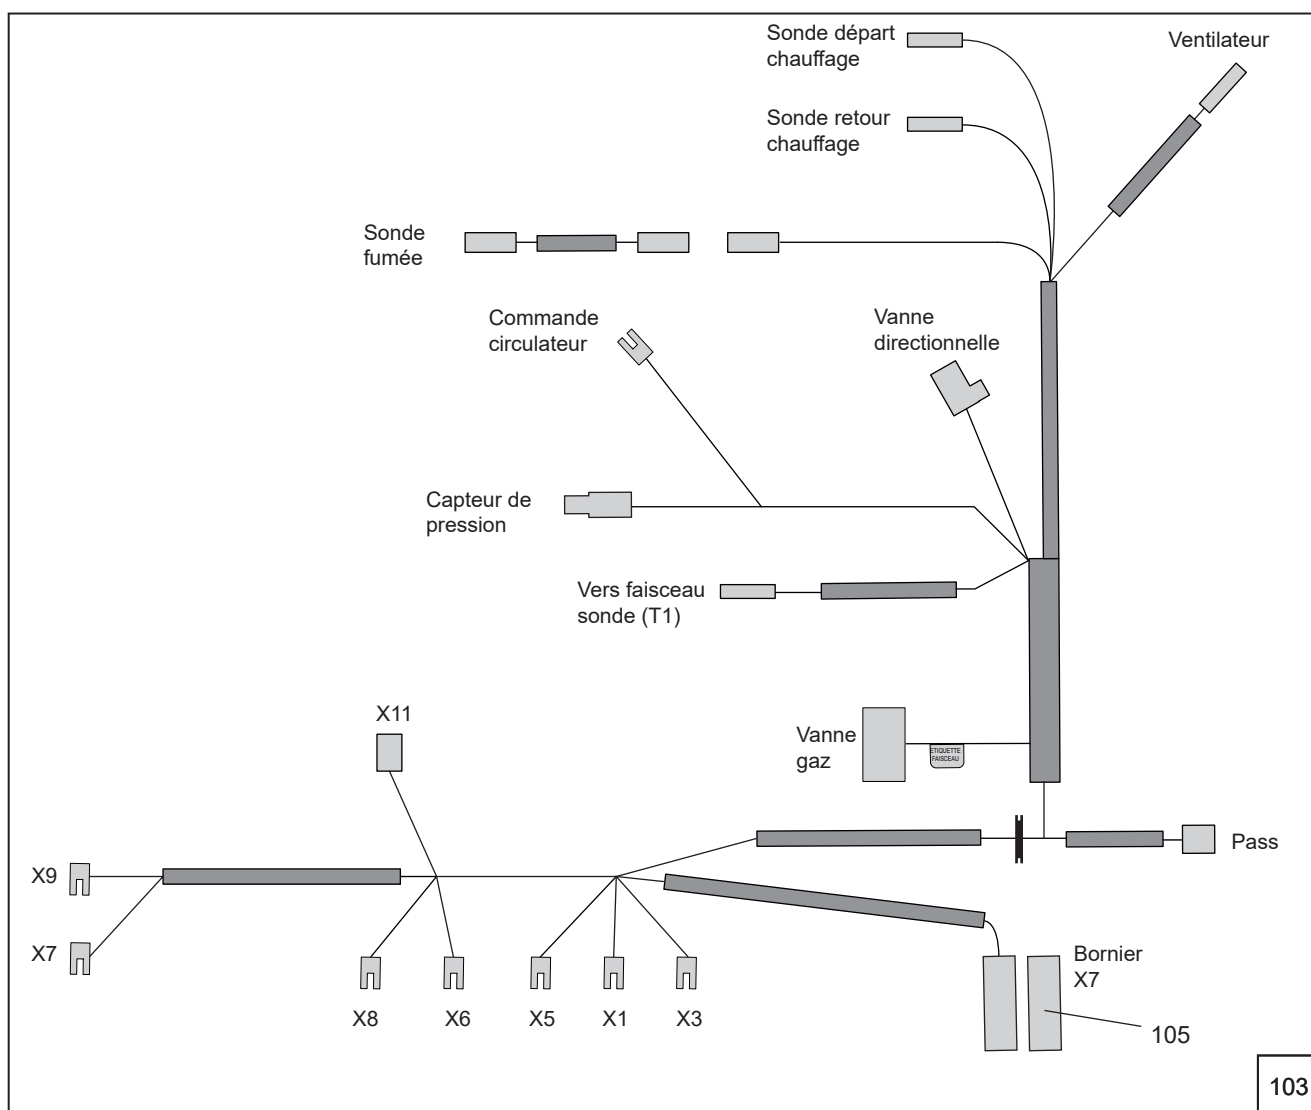 Sonde départ
chauffage
Ventilateur
Sonde retour
chauffage
Sonde
fumée
Commande
circulateur
Vanne
directionnelle
Capteur de
pression
Vers faisceau
sonde (T1)
X11
Vanne
gaz
ETIQUETTE
FAISCEAU
Pass
X9
X7
Bornier
X7
X8
X6
X5
X1
X3
105
103